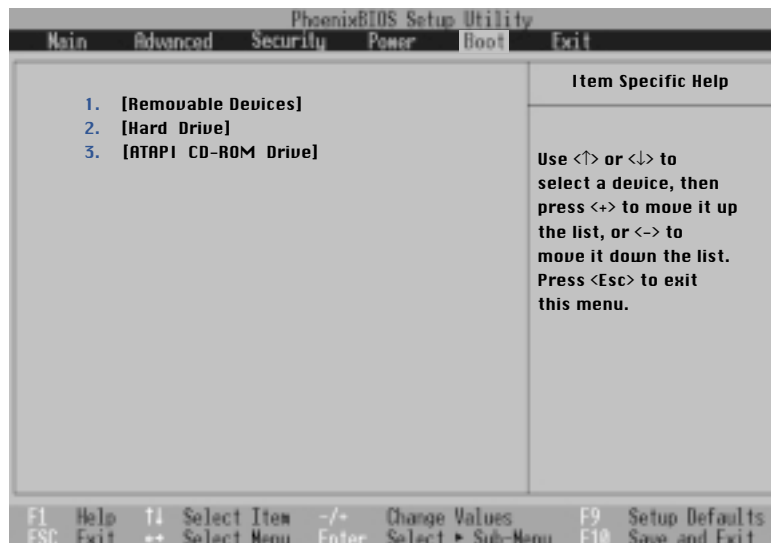 PhoenixBIOS Setup Utility
Main Advanced Security Power Boot Exit
1. [Removable Devices]
2. [Hard Drive]
3. [ATAPI CD-ROM Drive]
Item Specific Help
Use <↑> or <↓> to
select a device, then
press <+> to move it up
the list, or <-> to
move it down the list.
Press <Esc> to exit
this menu.
F1 Help ↑↓ Select Item -/+ Change Values F9 Setup Defaults
ESC Exit ←→ Select Menu Enter Select ▸ Sub-Menu F10 Save and Exit